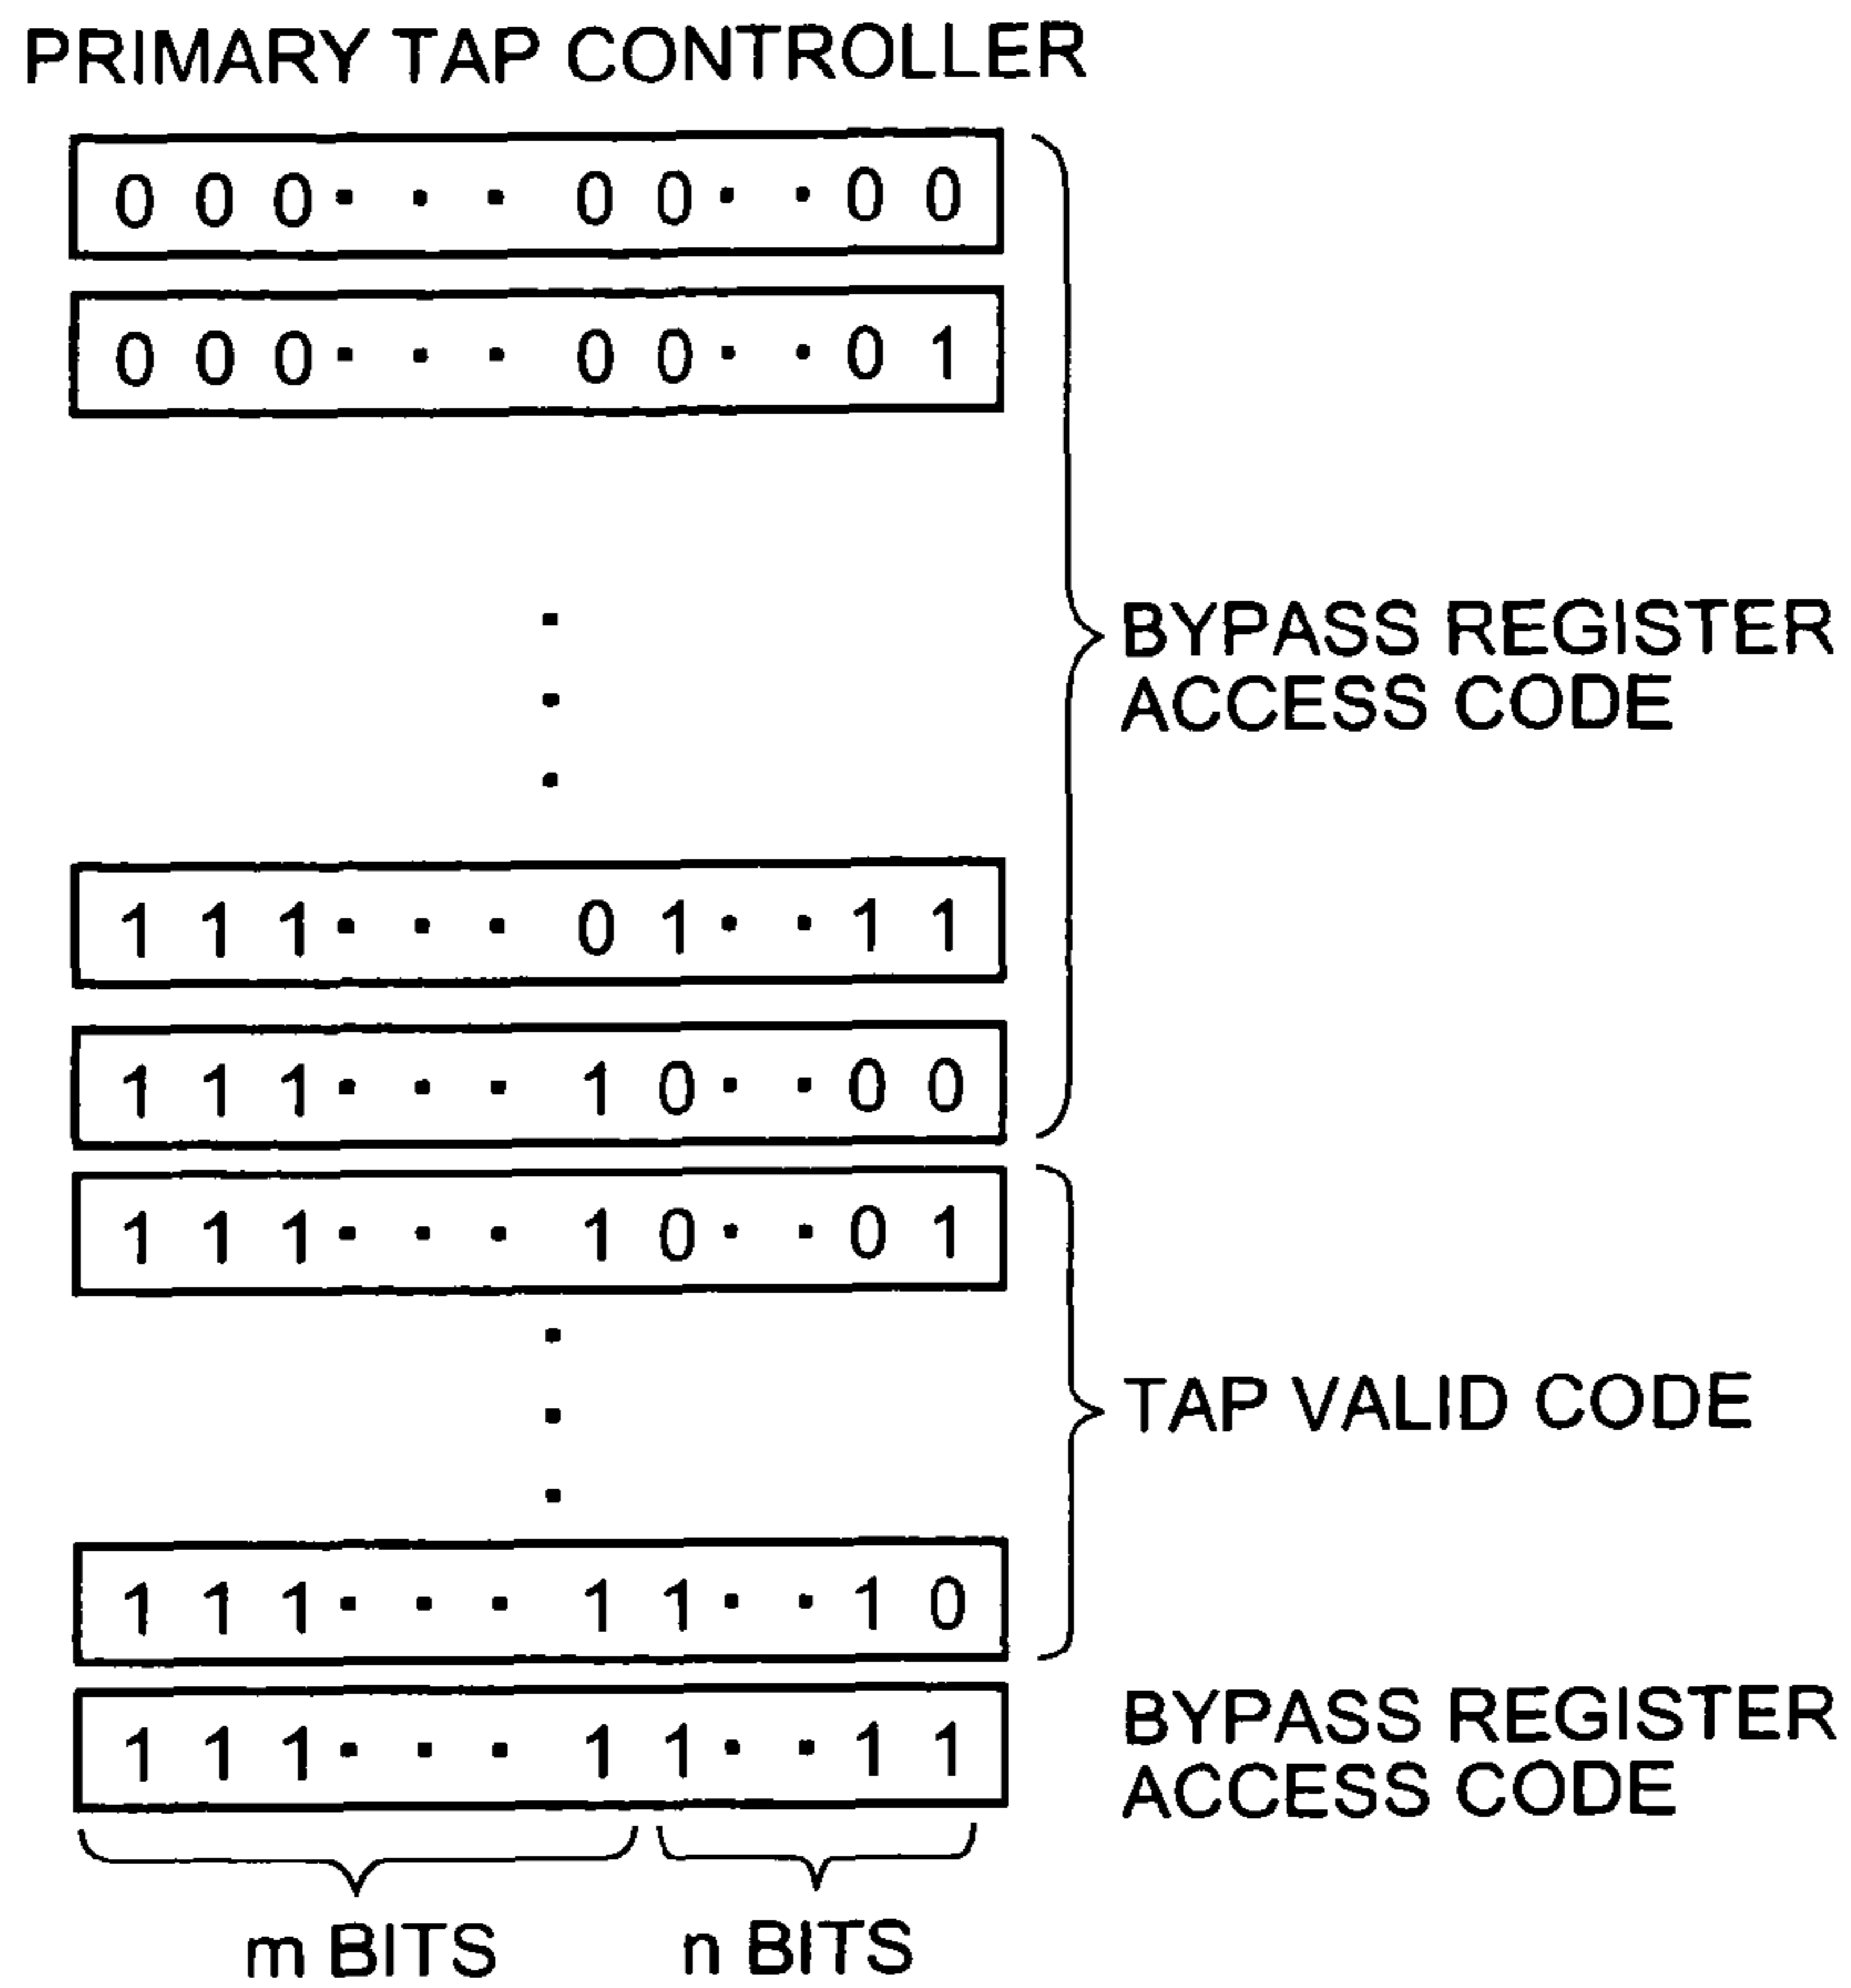 PRIMARY TAP CONTROLLER
0 0 0 · · · 0 0 · · 0 0
0 0 0 · · · 0 0 · · 0 1
1 1 1 · · · 0 1 · · 1 1
BYPASS REGISTER
ACCESS CODE
1 1 1 · · · 1 0 · · 0 0
1 1 1 · · · 1 0 · · 0 1
TAP VALID CODE
1 1 1 · · · 1 1 · · 1 0
1 1 1 · · · 1 1 · · 1 1
BYPASS REGISTER
ACCESS CODE
m BITS
n BITS